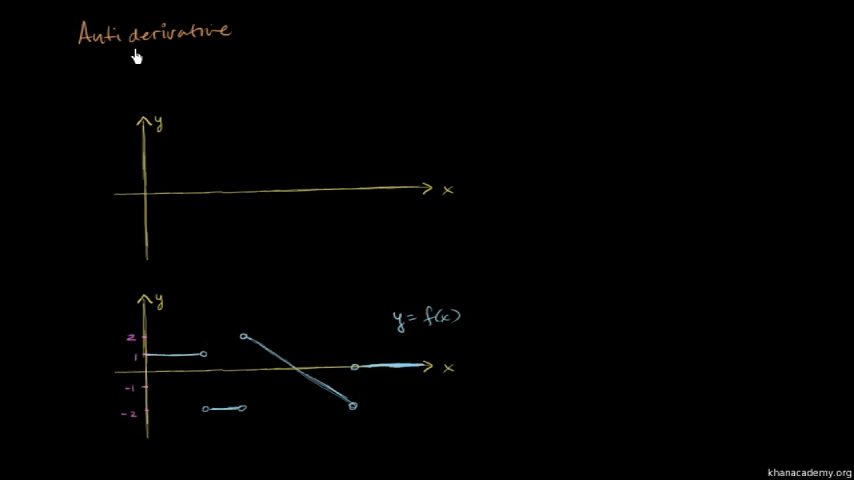 Anti derivative
y
x
y
y = f(x)
2
1
x
-1
-2
khanacademy.org